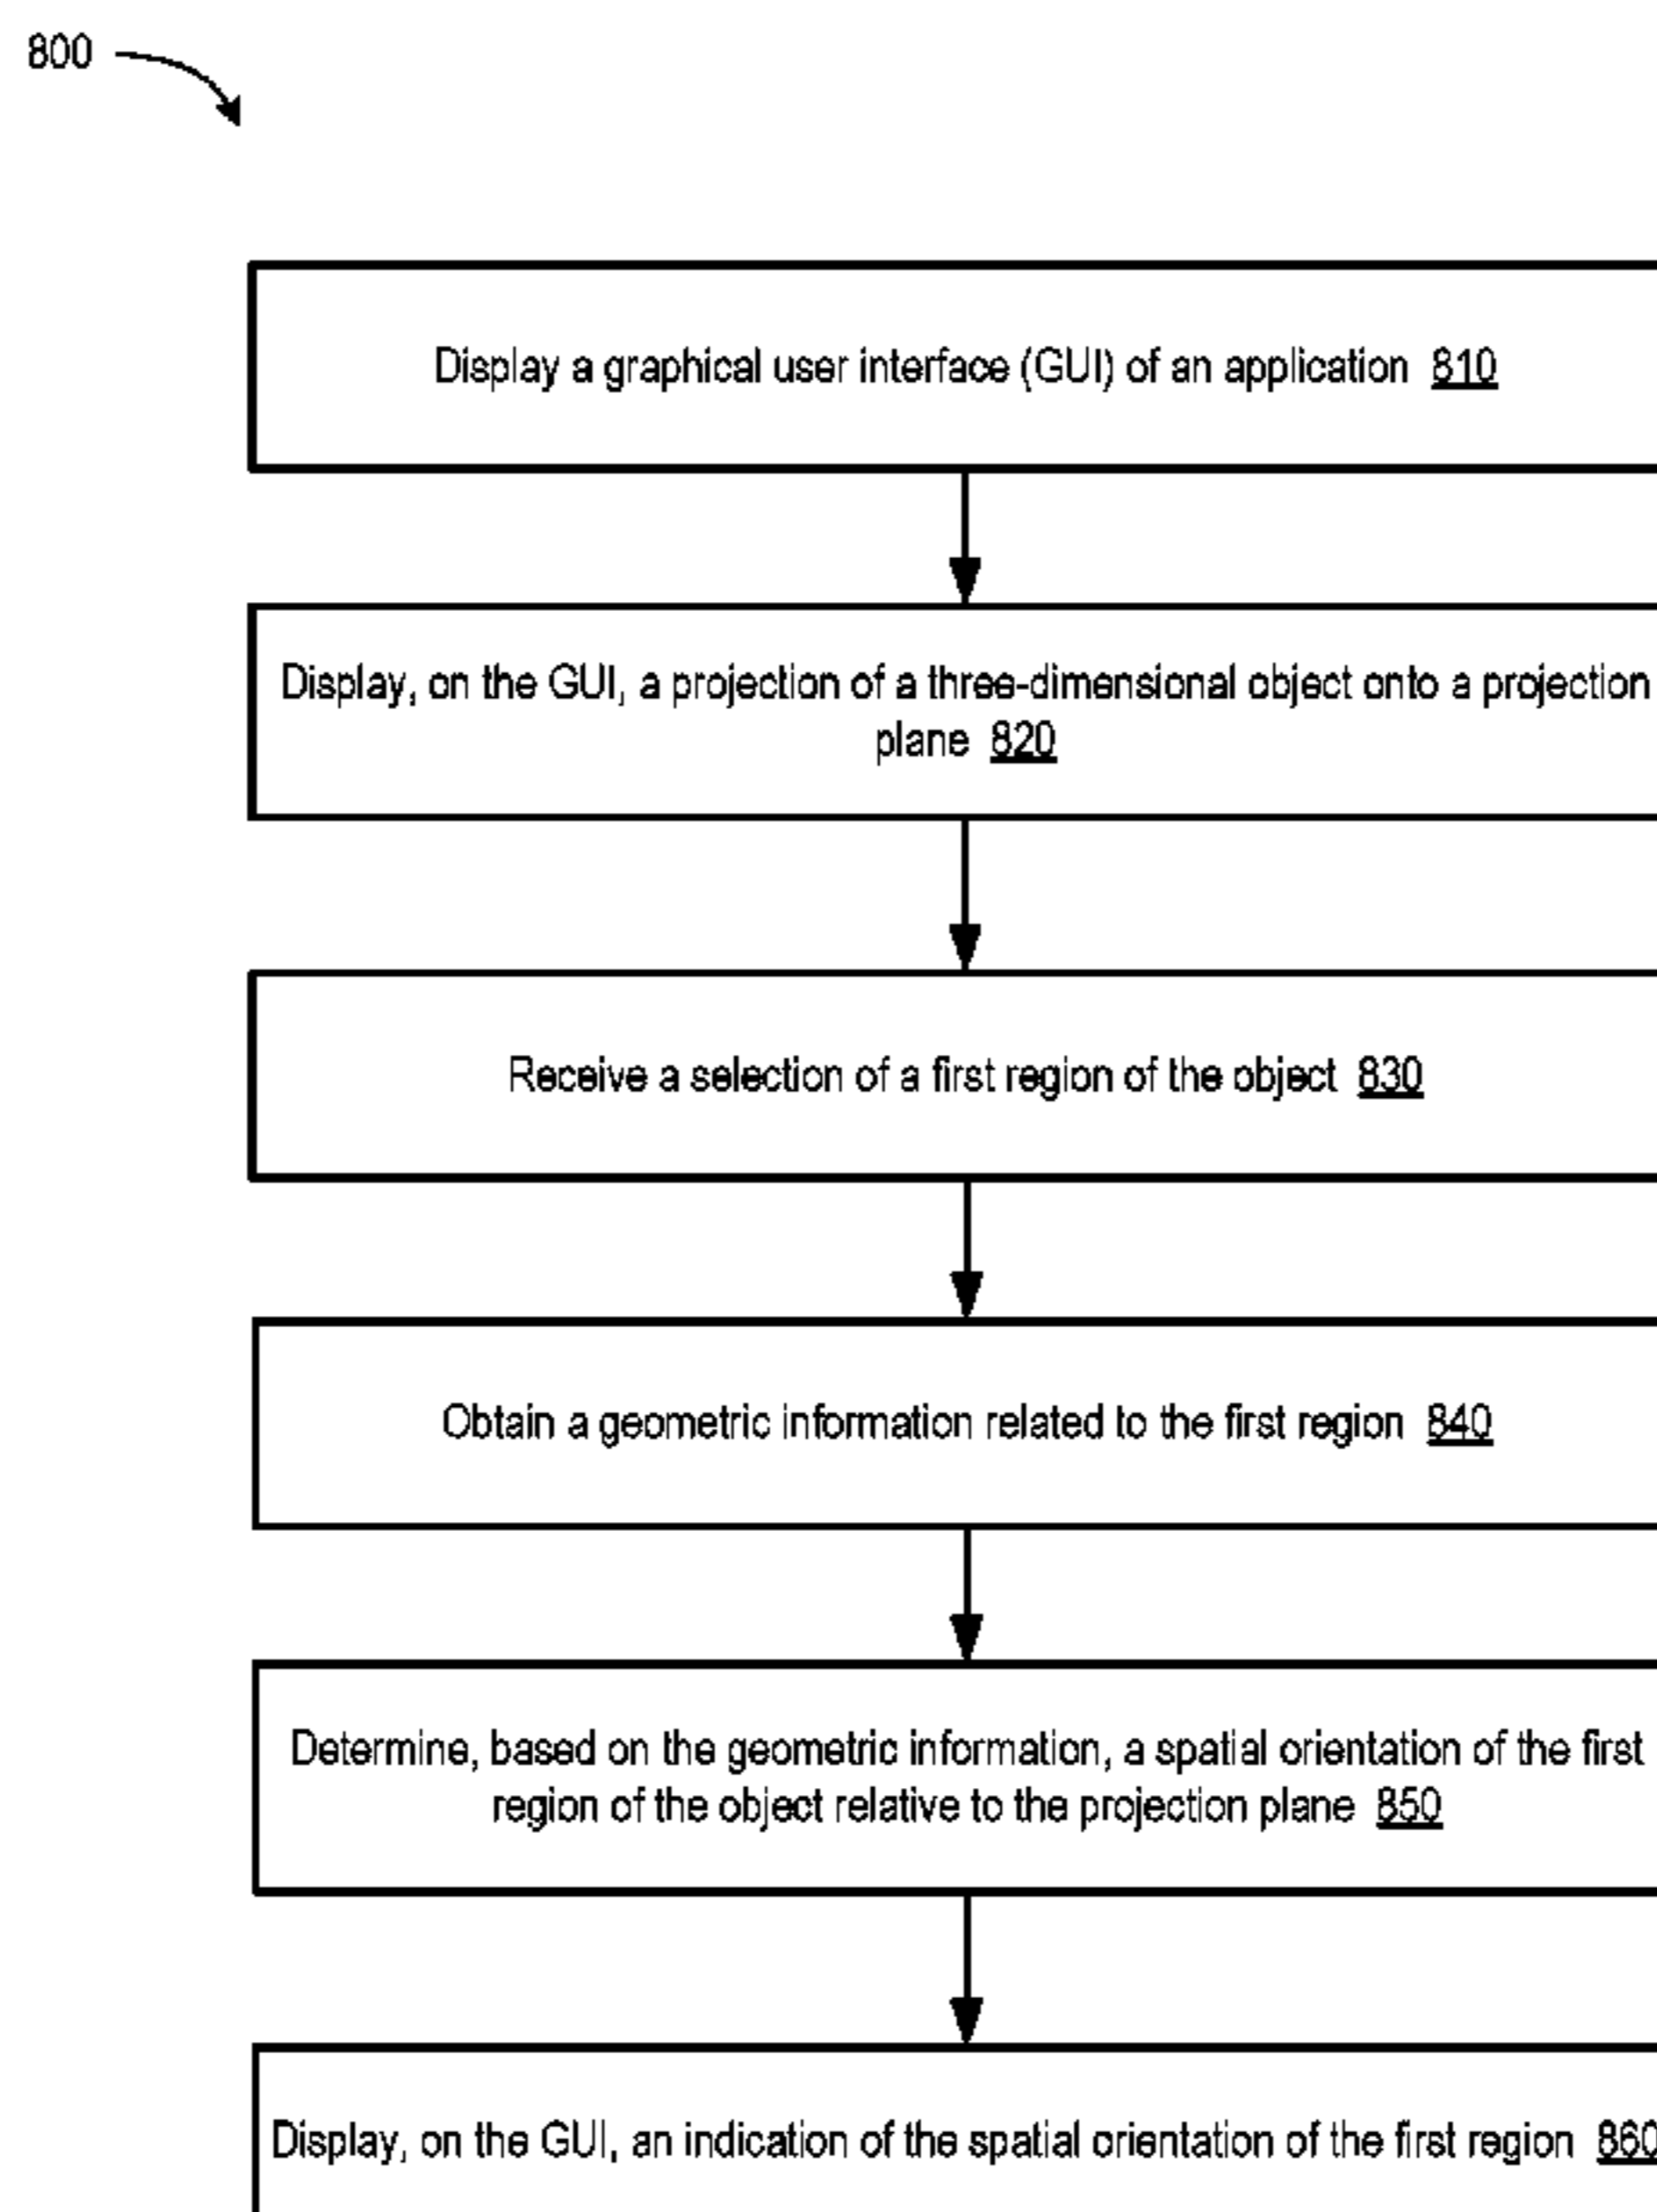 800
Display a graphical user interface (GUI) of an application 810
Display, on the GUI, a projection of a three-dimensional object onto a projection
plane 820
Receive a selection of a first region of the object 830
Obtain a geometric information related to the first region 840
Determine, based on the geometric information, a spatial orientation of the first
region of the object relative to the projection plane 850
Display, on the GUI, an indication of the spatial orientation of the first region 860